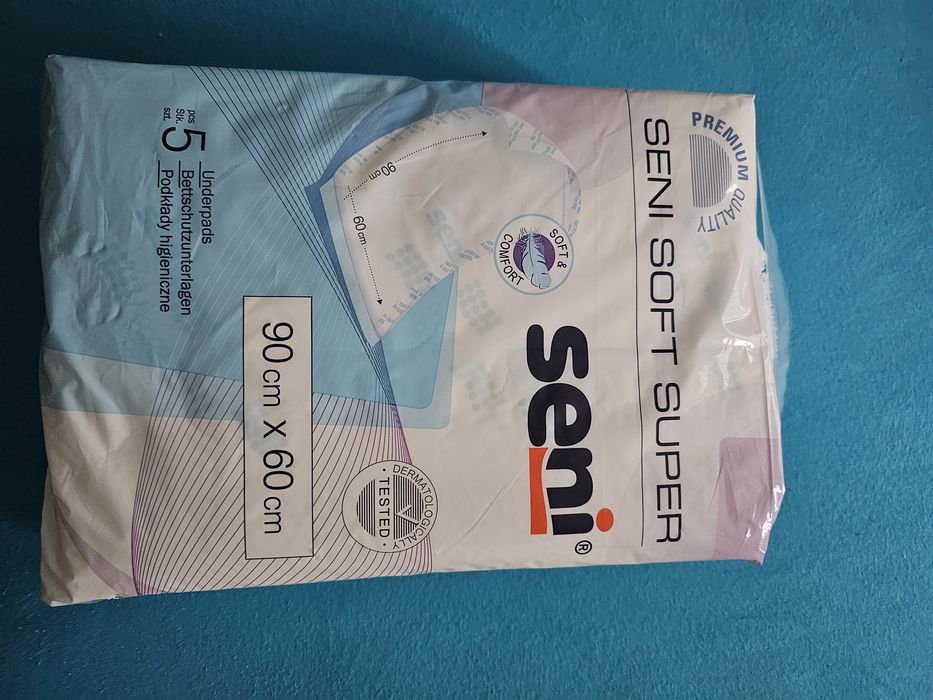 PREMIUM QUALITY
SENI SOFT SUPER
seni®
SOFT &
COMFORT
90 cm
60 cm
seni
DERMATOLOGICALLY
• TESTED •
90 cm x 60 cm
5
pcs
Stk.
szt.
Underpads
Bettschutzunterlagen
Podkłady higieniczne